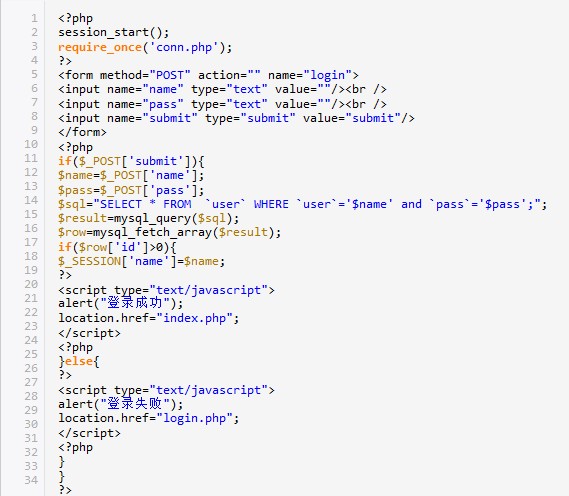 1 <?php
2 session_start();
3 require_once('conn.php');
4 ?>
5 <form method="POST" action="" name="login">
6 <input name="name" type="text" value=""/><br />
7 <input name="pass" type="text" value=""/><br />
8 <input name="submit" type="submit" value="submit"/>
9 </form>
10 <?php
11 if($_POST['submit']){
12 $name=$_POST['name'];
13 $pass=$_POST['pass'];
14 $sql="SELECT * FROM  `user` WHERE `user`='$name' and `pass`='$pass';";
15 $result=mysql_query($sql);
16 $row=mysql_fetch_array($result);
17 if($row['id']>0){
18 $_SESSION['name']=$name;
19 ?>
20 <script type="text/javascript">
21 alert("登录成功");
22 location.href="index.php";
23 </script>
24 <?php
25 }else{
26 ?>
27 <script type="text/javascript">
28 alert("登录失败");
29 location.href="login.php";
30 </script>
31 <?php
32 }
33 }
34 ?>